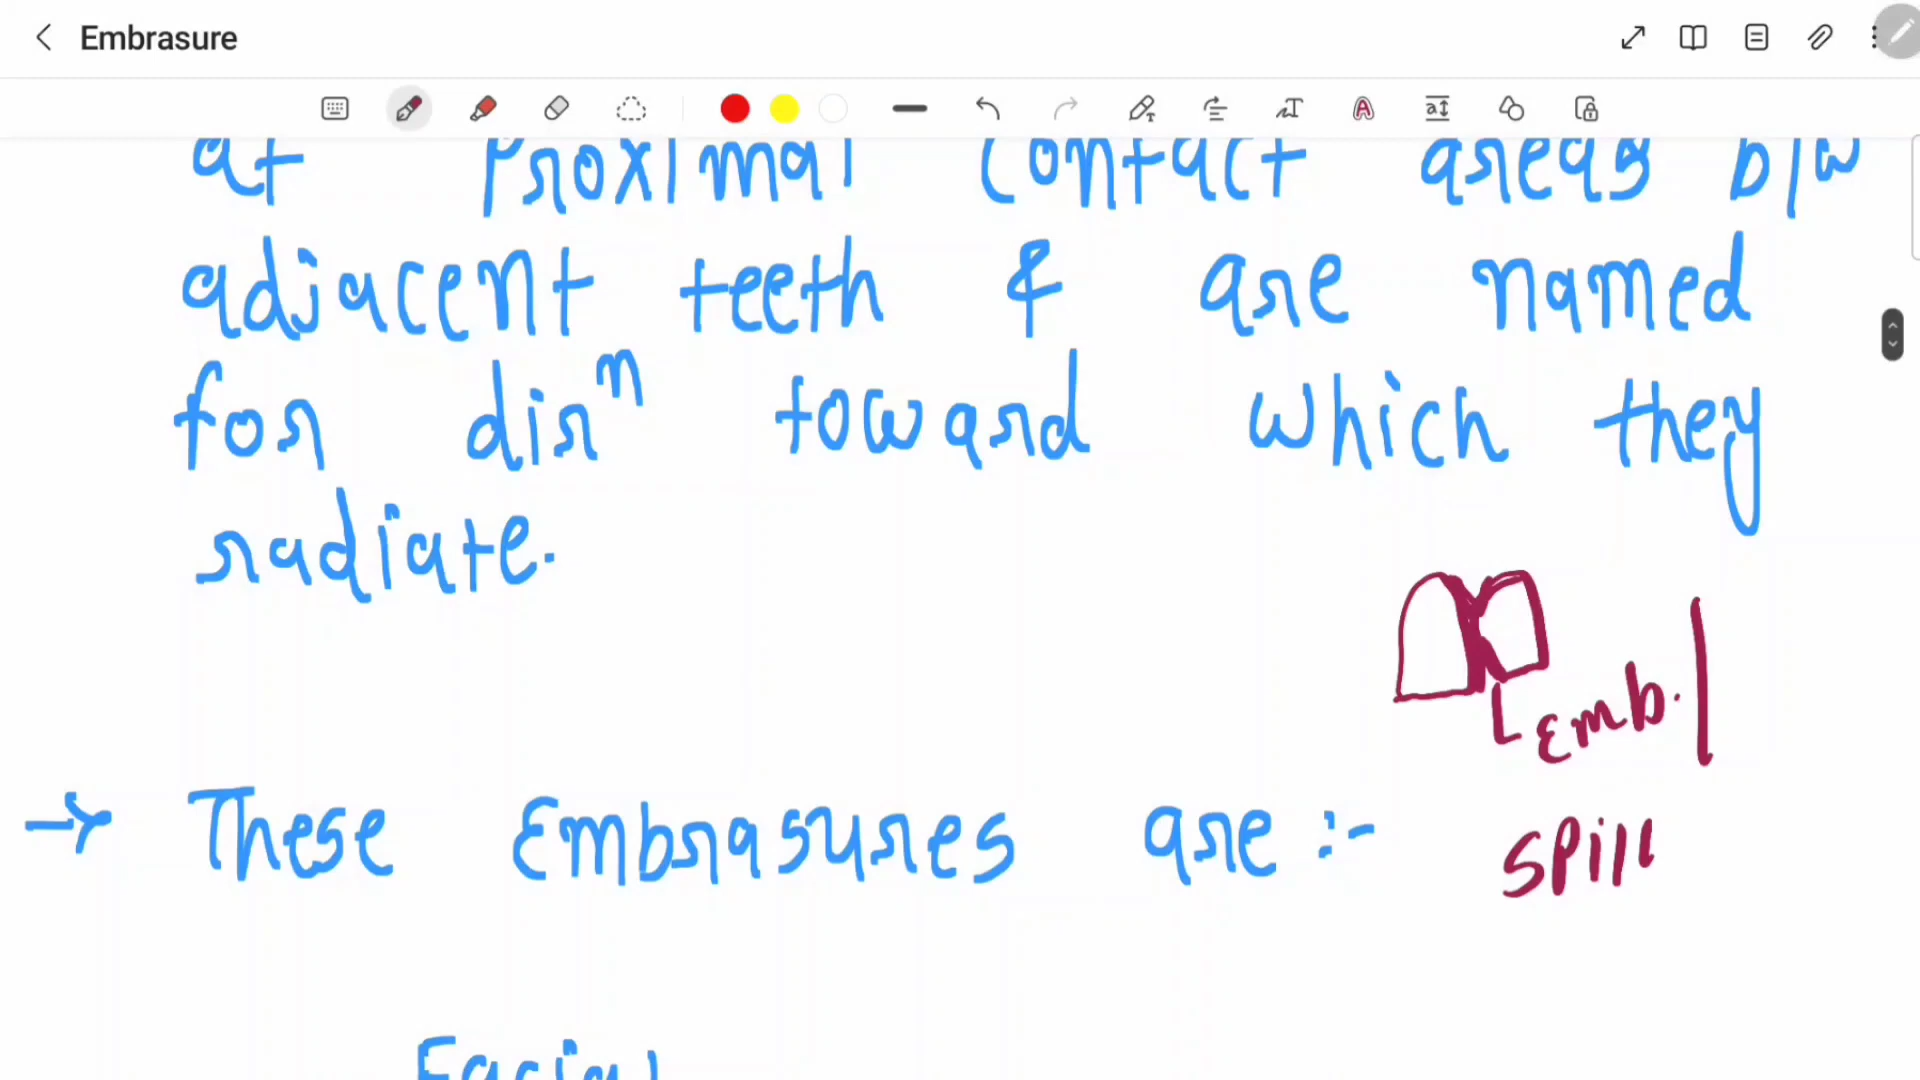 Embrasure
at Proximal Contact areas b/w
adjacent teeth & are named
for dirⁿ toward which they
radiate.
Emb.
→ These Embrasures are :-
Spill
Facial